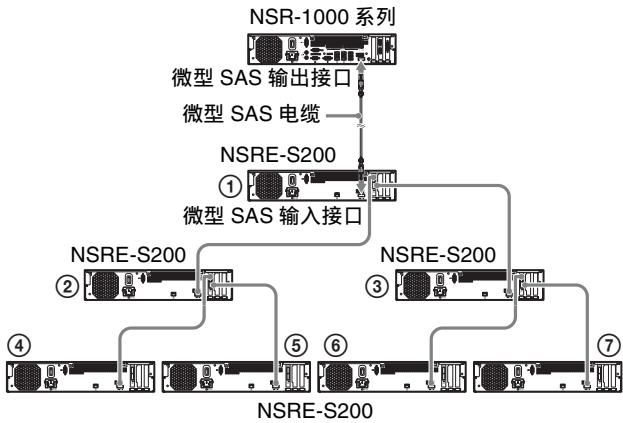 NSR-1000 系列
微型 SAS 输出接口
微型 SAS 电缆
NSRE-S200
①
微型 SAS 输入接口
NSRE-S200
NSRE-S200
②
③
④
⑤
⑥
⑦
NSRE-S200